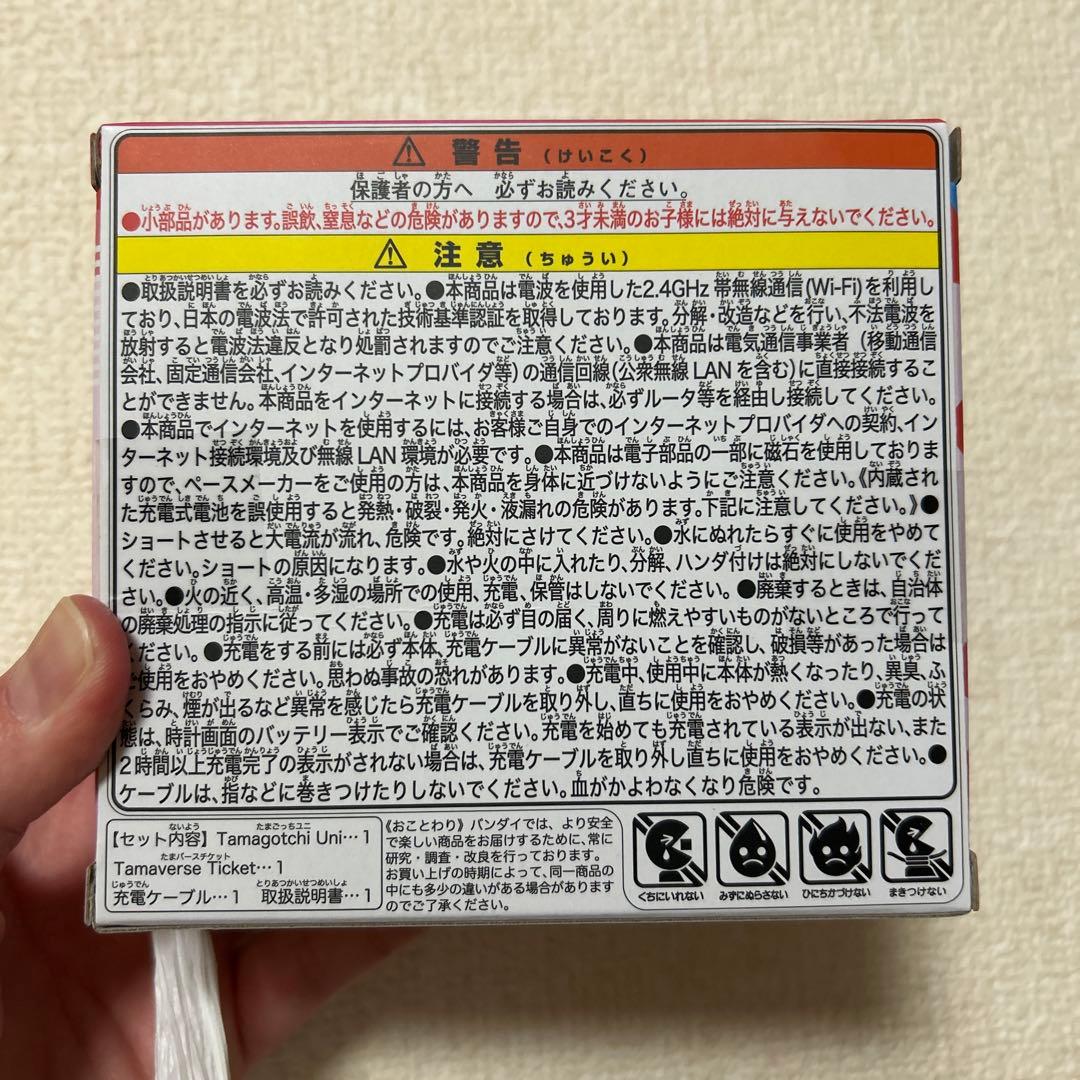 ⚠ 警告（けいこく）
保護者の方へ 必ずお読みください。
●小部品があります。誤飲、窒息などの危険がありますので、3才未満のお子様には絶対に与えないでください。
⚠ 注意（ちゅうい）
●取扱説明書を必ずお読みください。●本商品は電波を使用した2.4GHz 帯無線通信(Wi-Fi)を利用し
ており、日本の電波法で許可された技術基準認証を取得しております。分解・改造などを行い、不法電波を
放射すると電波法違反となり処罰されますのでご注意ください。●本商品は電気通信事業者（移動通信
会社、固定通信会社、インターネットプロバイダ等）の通信回線(公衆無線 LAN を含む)に直接接続するこ
とができません。本商品をインターネットに接続する場合は、必ずルータ等を経由し接続してください。
●本商品でインターネットを使用するには、お客様ご自身でのインターネットプロバイダへの契約、イン
ターネット接続環境及び無線 LAN 環境が必要です。●本商品は電子部品の一部に磁石を使用しておりま
すので、ペースメーカーをご使用の方は、本商品を身体に近づけないようにご注意ください。《内蔵され
た充電式電池を誤使用すると発熱・破裂・発火・液漏れの危険があります。下記に注意してください。》●
ショートさせると大電流が流れ、危険です。絶対にさけてください。●水にぬれたらすぐに使用をやめて
ください。ショートの原因になります。●水や火の中に入れたり、分解、ハンダ付けは絶対にしないでくだ
さい。●火の近く、高温・多湿の場所での使用、充電、保管はしないでください。●廃棄するときは、自治体
の廃棄処理の指示に従ってください。●充電は必ず目の届く、周りに燃えやすいものがないところで行って
ください。●充電をする前には必ず本体、充電ケーブルに異常がないことを確認し、破損等があった場合は
ご使用をおやめください。思わぬ事故の恐れがあります。●充電中、使用中に本体が熱くなったり、異臭、ふ
くらみ、煙が出るなど異常を感じたら充電ケーブルを取り外し、直ちに使用をおやめください。●充電の状
態は、時計画面のバッテリー表示でご確認ください。充電を始めても充電されている表示が出ない、また
2時間以上充電完了の表示がされない場合は、充電ケーブルを取り外し直ちに使用をおやめください。●
ケーブルは、指などに巻きつけたりしないでください。血がかよわなくなり危険です。
【セット内容】Tamagotchi Uni…1
Tamaverse Ticket…1
充電ケーブル…1 取扱説明書…1
《おことわり》バンダイでは、より安全
で楽しい商品をお届けするために、常に
研究・調査・改良を行っております。
お買い上げの時期によって、同一商品の
中にも多少の違いがある場合があります
のでご了承ください。
くちにいれない みずにぬらさない ひにちかづけない まきつけない